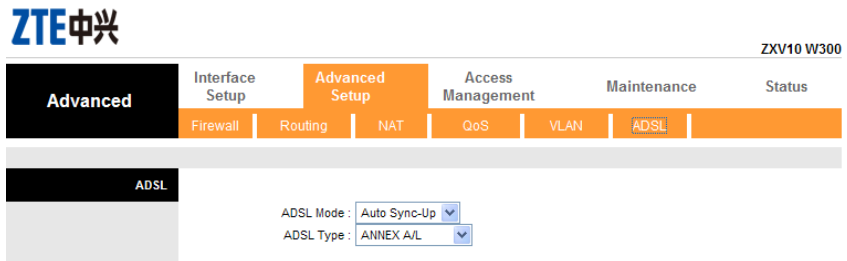 ZTE中兴
ZXV10 W300
Advanced
Interface Setup
Advanced Setup
Access Management
Maintenance
Status
Firewall
Routing
NAT
QoS
VLAN
ADSL
ADSL
ADSL Mode : Auto Sync-Up
ADSL Type : ANNEX A/L